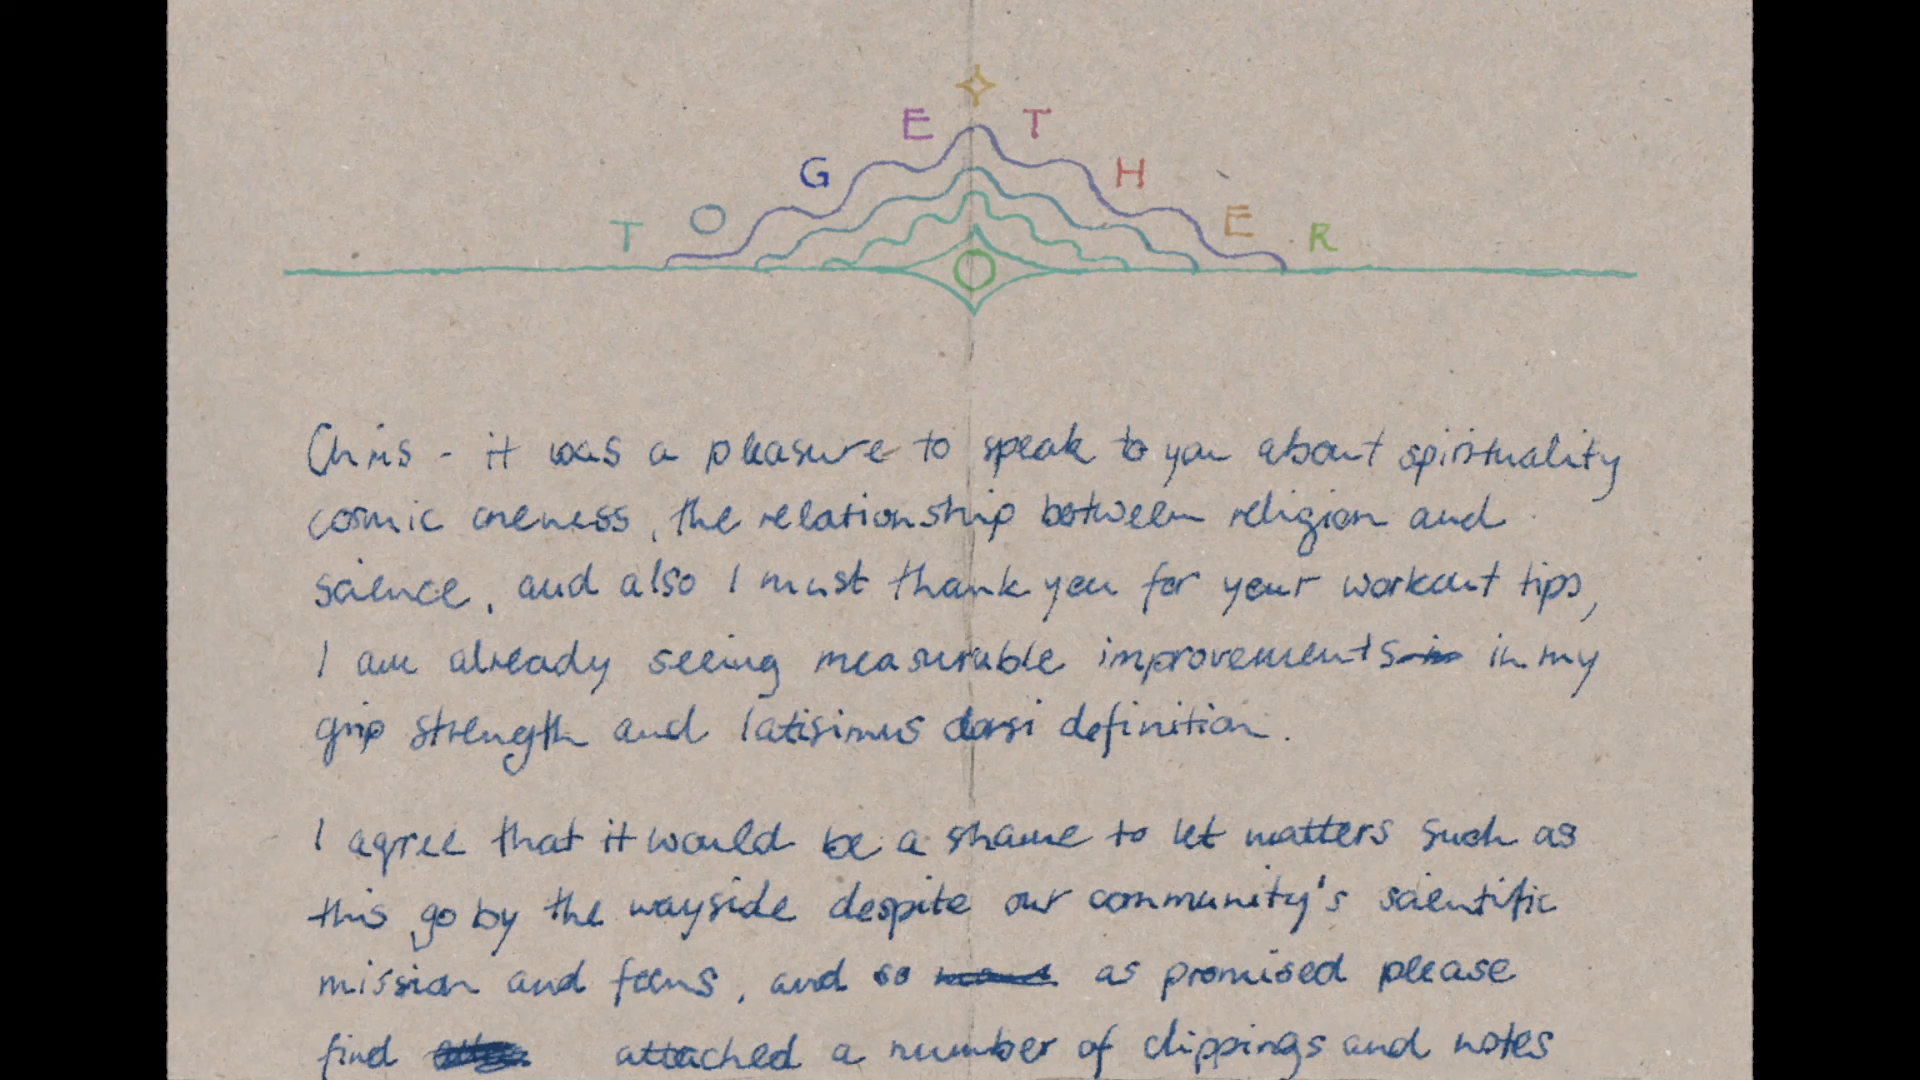 TOGETHER
Chris - it was a pleasure to speak to you about spirituality
cosmic oneness, the relationship between religion and
science, and also I must thank you for your workout tips,
I am already seeing measurable improvements in my
grip strength and latisimus dorsi definition.
I agree that it would be a shame to let matters such as
this go by the wayside despite our community's scientific
mission and focus, and so as promised please
find attached a number of clippings and notes